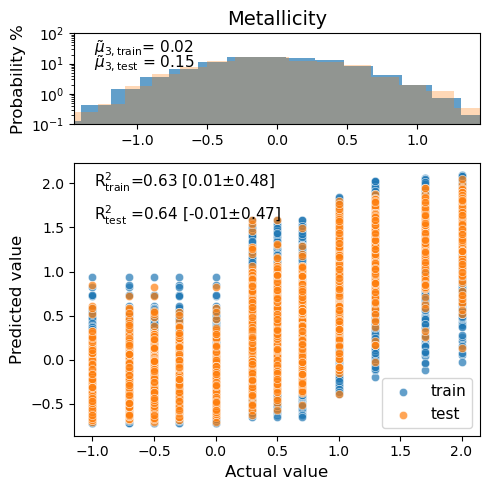 Metallicity
Probability %
10²
10¹
10⁰
10⁻¹
μ̃₃,train= 0.02
μ̃₃,test = 0.15
−1.0 −0.5 0.0 0.5 1.0
Predicted value
2.0
1.5
1.0
0.5
0.0
−0.5
R²train=0.63 [0.01±0.48]
R²test =0.64 [-0.01±0.47]
train
test
−1.0 −0.5 0.0 0.5 1.0 1.5 2.0
Actual value